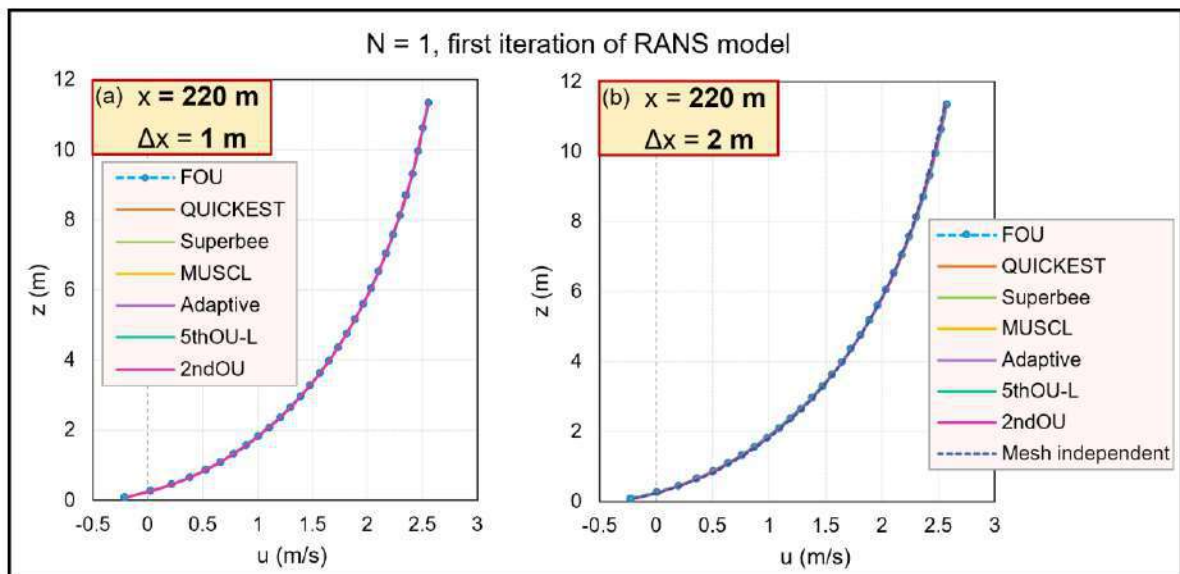 N = 1, first iteration of RANS model
(a) x = 220 m
Δx = 1 m
12
10
8
6
4
2
0
z (m)
FOU
QUICKEST
Superbee
MUSCL
Adaptive
5thOU-L
2ndOU
-0.5 0 0.5 1 1.5 2 2.5 3
u (m/s)
(b) x = 220 m
Δx = 2 m
12
10
8
6
4
2
0
z (m)
FOU
QUICKEST
Superbee
MUSCL
Adaptive
5thOU-L
2ndOU
Mesh independent
-0.5 0 0.5 1 1.5 2 2.5 3
u (m/s)